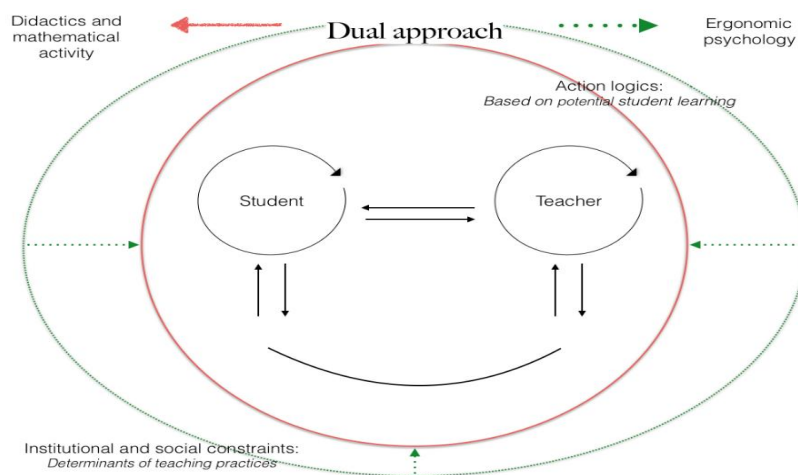 Didactics and
mathematical
activity
Dual approach
Ergonomic
psychology
Action logics:
Based on potential student learning
Student
Teacher
Institutional and social constraints:
Determinants of teaching practices